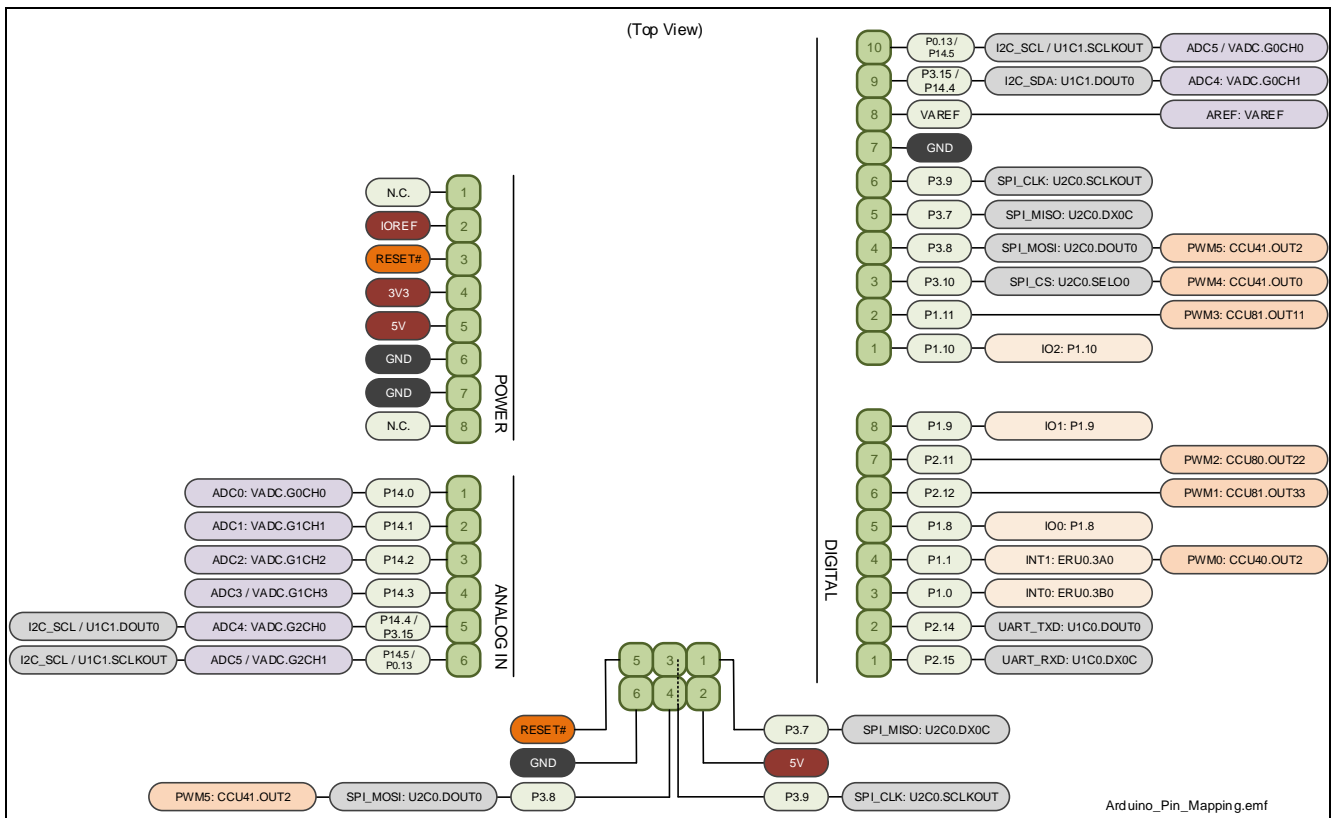 (Top View)
N.C. 1
IOREF 2
RESET# 3
3V3 4
5V 5
GND 6
GND 7
N.C. 8
POWER
ADC0: VADC.G0CH0 P14.0 1
ADC1: VADC.G1CH1 P14.1 2
ADC2: VADC.G1CH2 P14.2 3
ADC3 / VADC.G1CH3 P14.3 4
I2C_SCL / U1C1.DOUT0 ADC4: VADC.G2CH0 P14.4 / P3.15 5
I2C_SCL / U1C1.SCLKOUT ADC5 / VADC.G2CH1 P14.5 / P0.13 6
ANALOG IN
10 P0.13 / P14.5 I2C_SCL / U1C1.SCLKOUT ADC5 / VADC.G0CH0
9 P3.15 / P14.4 I2C_SDA: U1C1.DOUT0 ADC4: VADC.G0CH1
8 VAREF AREF: VAREF
7 GND
6 P3.9 SPI_CLK: U2C0.SCLKOUT
5 P3.7 SPI_MISO: U2C0.DX0C
4 P3.8 SPI_MOSI: U2C0.DOUT0 PWM5: CCU41.OUT2
3 P3.10 SPI_CS: U2C0.SELO0 PWM4: CCU41.OUT0
2 P1.11 PWM3: CCU81.OUT11
1 P1.10 IO2: P1.10
8 P1.9 IO1: P1.9
7 P2.11 PWM2: CCU80.OUT22
6 P2.12 PWM1: CCU81.OUT33
5 P1.8 IO0: P1.8
4 P1.1 INT1: ERU0.3A0 PWM0: CCU40.OUT2
3 P1.0 INT0: ERU0.3B0
2 P2.14 UART_TXD: U1C0.DOUT0
1 P2.15 UART_RXD: U1C0.DX0C
DIGITAL
5 3 1
6 4 2
RESET# P3.7 SPI_MISO: U2C0.DX0C
GND 5V
PWM5: CCU41.OUT2 SPI_MOSI: U2C0.DOUT0 P3.8 P3.9 SPI_CLK: U2C0.SCLKOUT
Arduino_Pin_Mapping.emf